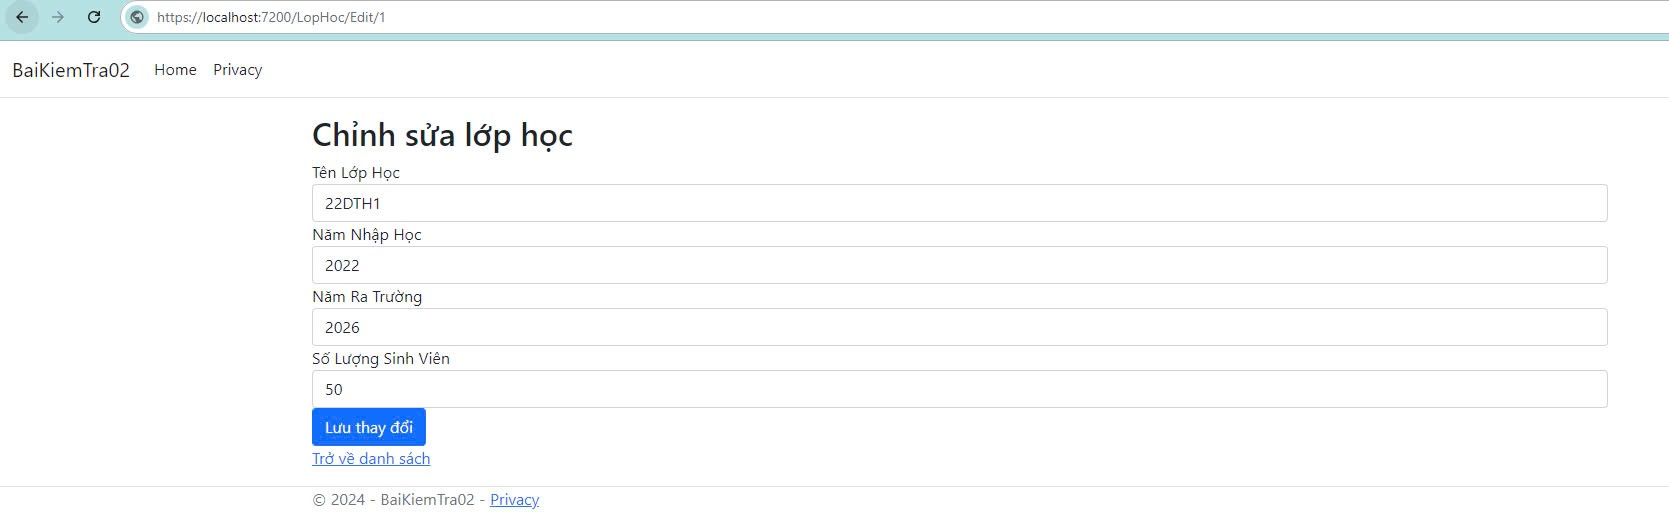 https://localhost:7200/LopHoc/Edit/1
BaiKiemTra02 Home Privacy
Chỉnh sửa lớp học
Tên Lớp Học
22DTH1
Năm Nhập Học
2022
Năm Ra Trường
2026
Số Lượng Sinh Viên
50
Lưu thay đổi
Trở về danh sách
© 2024 - BaiKiemTra02 - Privacy